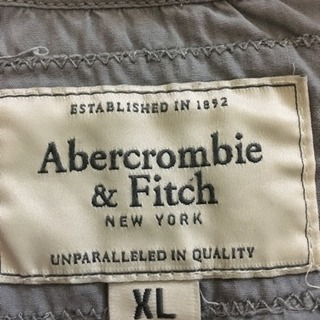 ESTABLISHED IN 1892
Abercrombie
& Fitch
NEW YORK
UNPARALLELED IN QUALITY
XL